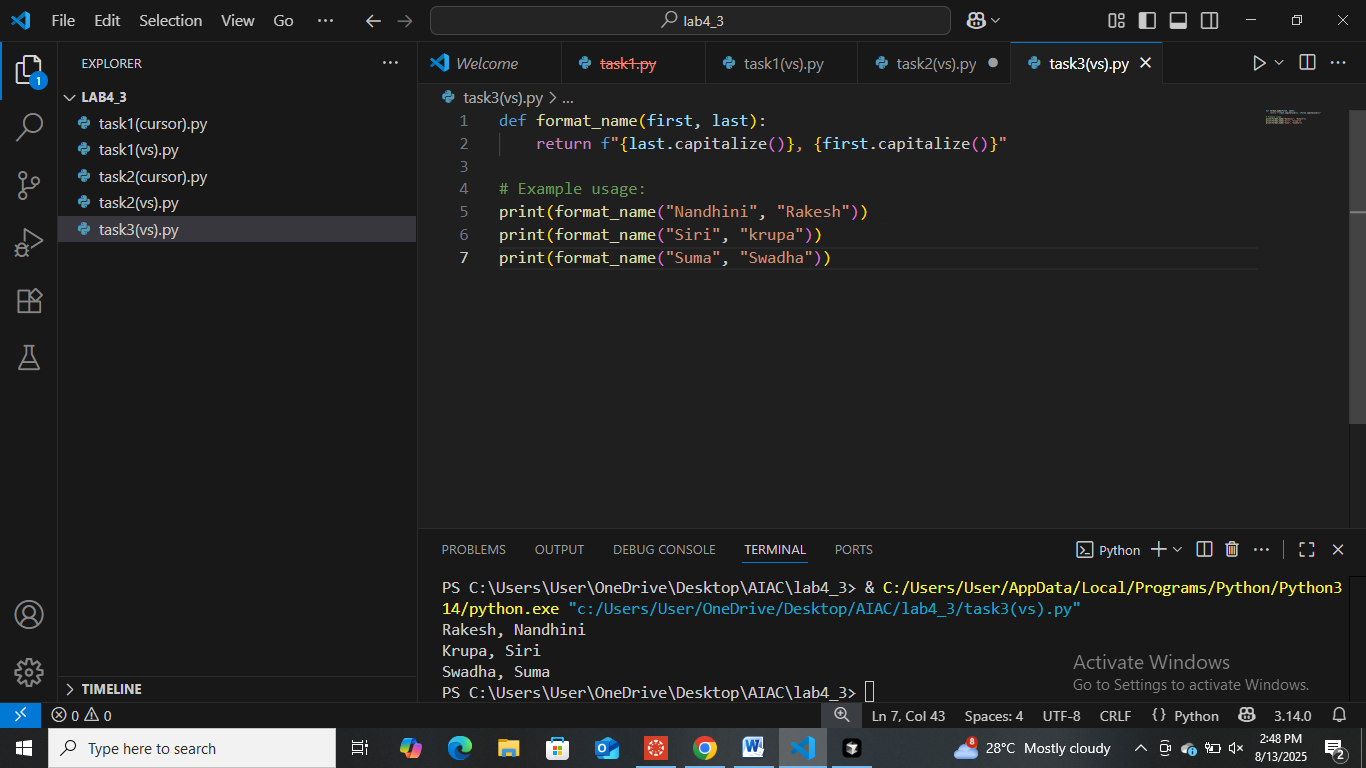 File Edit Selection View Go ··· lab4_3
EXPLORER ···
LAB4_3
task1(cursor).py
task1(vs).py
task2(cursor).py
task2(vs).py
task3(vs).py
TIMELINE
Welcome task1.py task1(vs).py task2(vs).py task3(vs).py
task3(vs).py > ...
1 def format_name(first, last):
2     return f"{last.capitalize()}, {first.capitalize()}"
3
4 # Example usage:
5 print(format_name("Nandhini", "Rakesh"))
6 print(format_name("Siri", "krupa"))
7 print(format_name("Suma", "Swadha"))
PROBLEMS OUTPUT DEBUG CONSOLE TERMINAL PORTS Python
PS C:\Users\User\OneDrive\Desktop\AIAC\lab4_3> & C:/Users/User/AppData/Local/Programs/Python/Python3
14/python.exe "c:/Users/User/OneDrive/Desktop/AIAC/lab4_3/task3(vs).py"
Rakesh, Nandhini
Krupa, Siri
Swadha, Suma
PS C:\Users\User\OneDrive\Desktop\AIAC\lab4_3>
Activate Windows
Go to Settings to activate Windows.
1
0 0 Ln 7, Col 43 Spaces: 4 UTF-8 CRLF {} Python 3.14.0
Type here to search 8 28°C Mostly cloudy 2:48 PM
8/13/2025 2